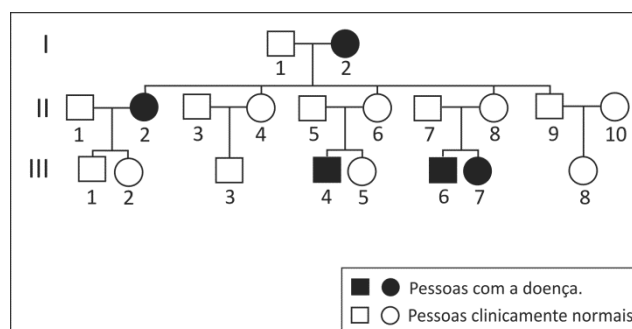 I
1 2
II
1 2 3 4 5 6 7 8 9 10
III
1 2 3 4 5 6 7 8
Pessoas com a doença.
Pessoas clinicamente normais